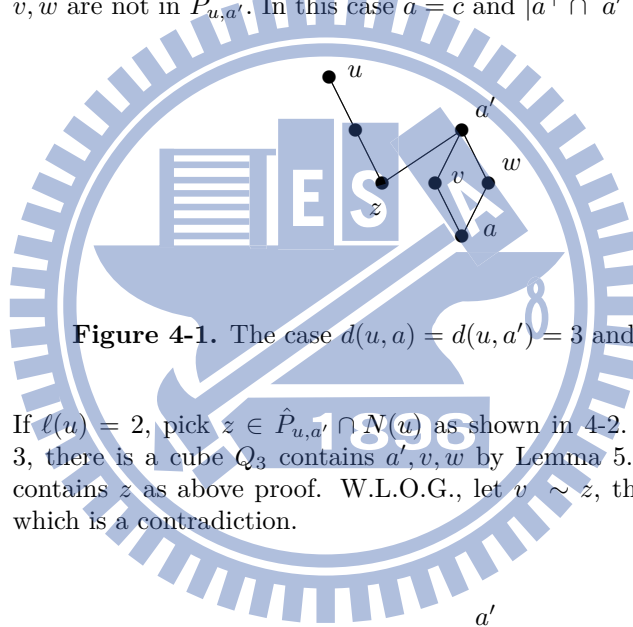 v, w are not in P̂_{u,a′}. In this case a = c and |a^⊥ ∩ a′
u
a′
v
w
z
a
E S A
Figure 4-1. The case d(u, a) = d(u, a′) = 3 and
If ℓ(u) = 2, pick z ∈ P̂_{u,a′} ∩ N(u) as shown in 4-2.
3, there is a cube Q_3 contains a′, v, w by Lemma 5.
contains z as above proof. W.L.O.G., let v ∼ z, th
which is a contradiction.
1896
a′